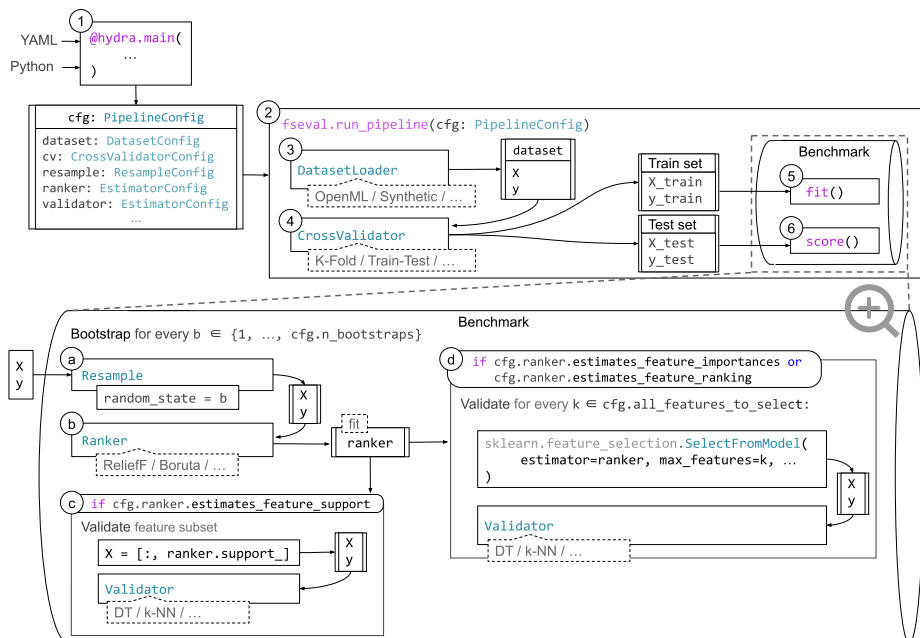 1
YAML
Python
@hydra.main(
…
)
cfg: PipelineConfig
dataset: DatasetConfig
cv: CrossValidatorConfig
resample: ResampleConfig
ranker: EstimatorConfig
validator: EstimatorConfig
…
2
fseval.run_pipeline(cfg: PipelineConfig)
3
DatasetLoader
OpenML / Synthetic / …
dataset
X
y
4
CrossValidator
K-Fold / Train-Test / …
Train set
X_train
y_train
Test set
X_test
y_test
Benchmark
5
fit()
6
score()
Benchmark
Bootstrap for every b ∈ {1, …, cfg.n_bootstraps}
X
y
a
Resample
random_state = b
X
y
b
Ranker
ReliefF / Boruta / …
fit
ranker
c
if cfg.ranker.estimates_feature_support
Validate feature subset
X = [:, ranker.support_]
X
y
Validator
DT / k-NN / …
d
if cfg.ranker.estimates_feature_importances or
cfg.ranker.estimates_feature_ranking
Validate for every k ∈ cfg.all_features_to_select:
sklearn.feature_selection.SelectFromModel(
estimator=ranker, max_features=k, …
)
X
y
Validator
DT / k-NN / …